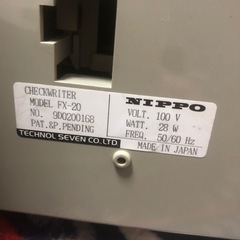 CHECKWRITER
MODEL FX-20
NO. 9D0200168
PAT.&P.PENDING
TECHNOL SEVEN CO.,LTD.
NIPPO
VOLT. 100 V
WATT. 28 W
FREQ. 50/60 Hz
MADE IN JAPAN